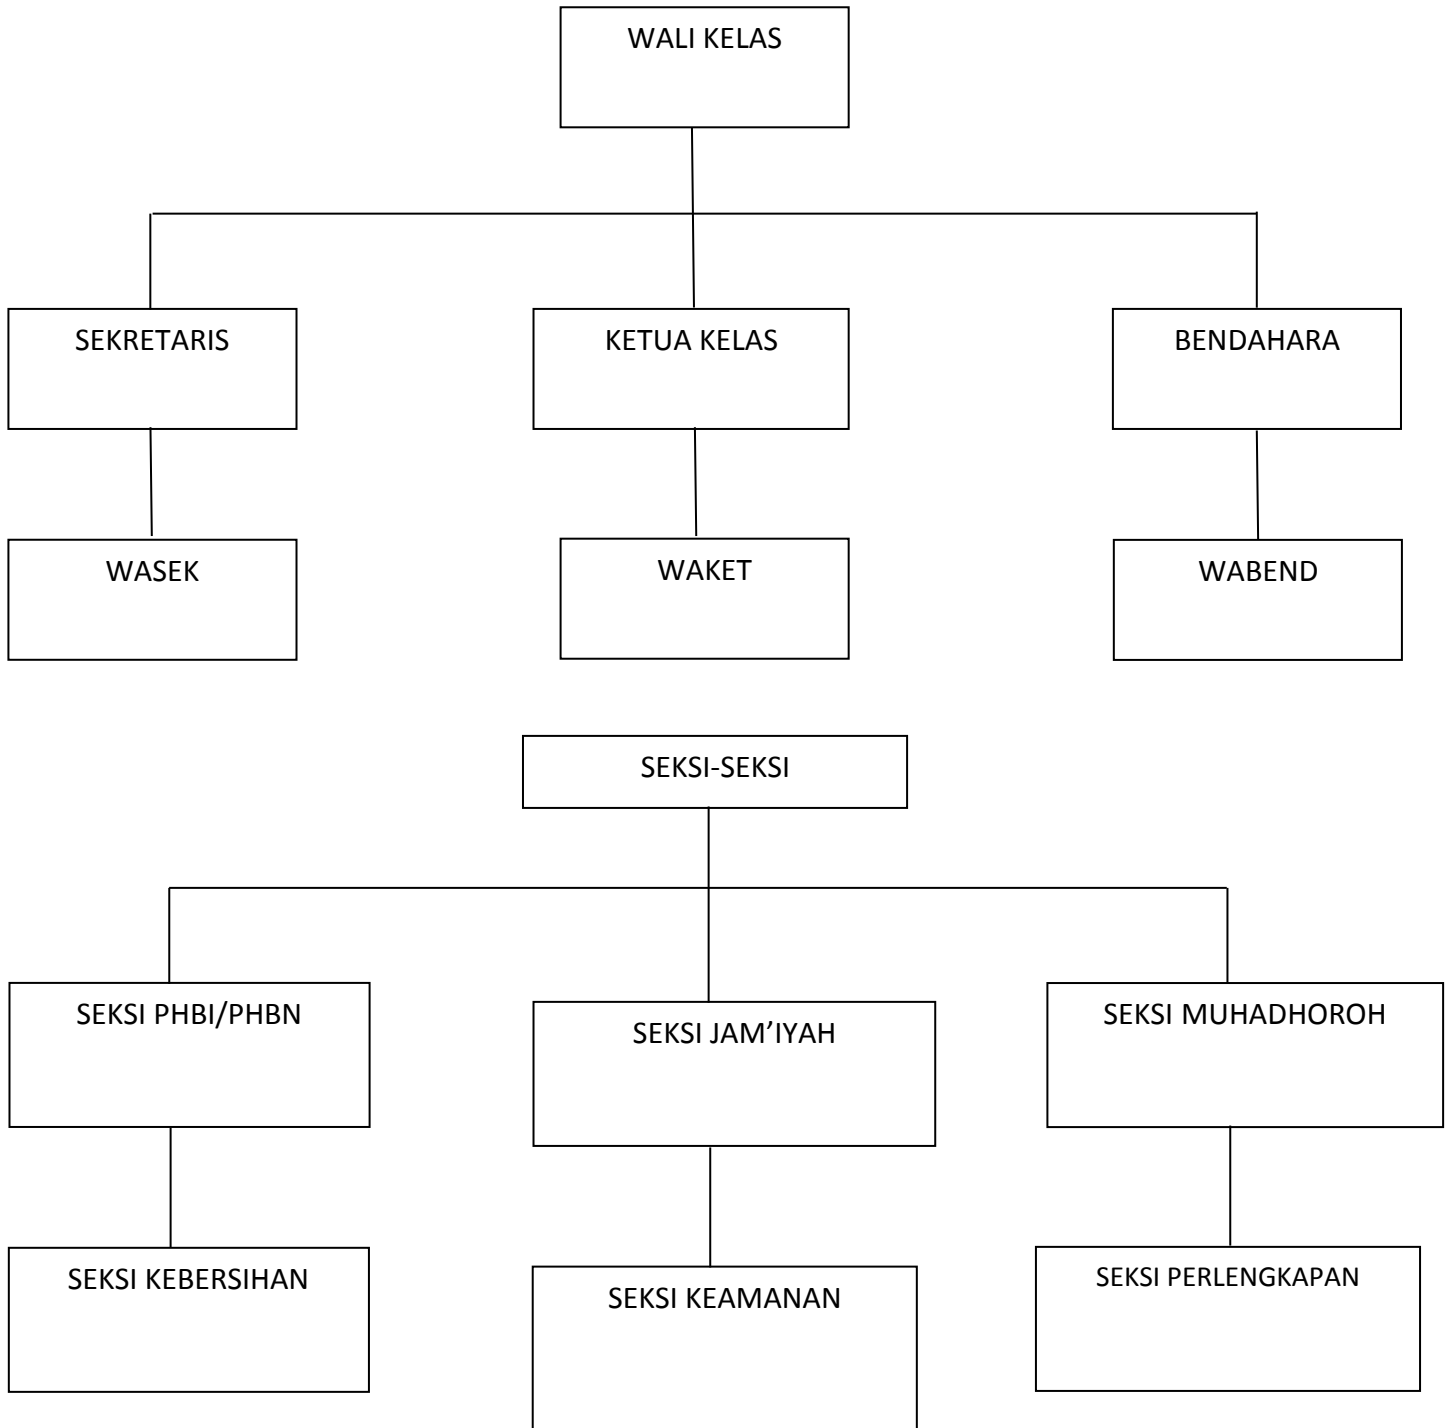 WALI KELAS
SEKRETARIS
KETUA KELAS
BENDAHARA
WASEK
WAKET
WABEND
SEKSI-SEKSI
SEKSI PHBI/PHBN
SEKSI JAM’IYAH
SEKSI MUHADHOROH
SEKSI KEBERSIHAN
SEKSI KEAMANAN
SEKSI PERLENGKAPAN